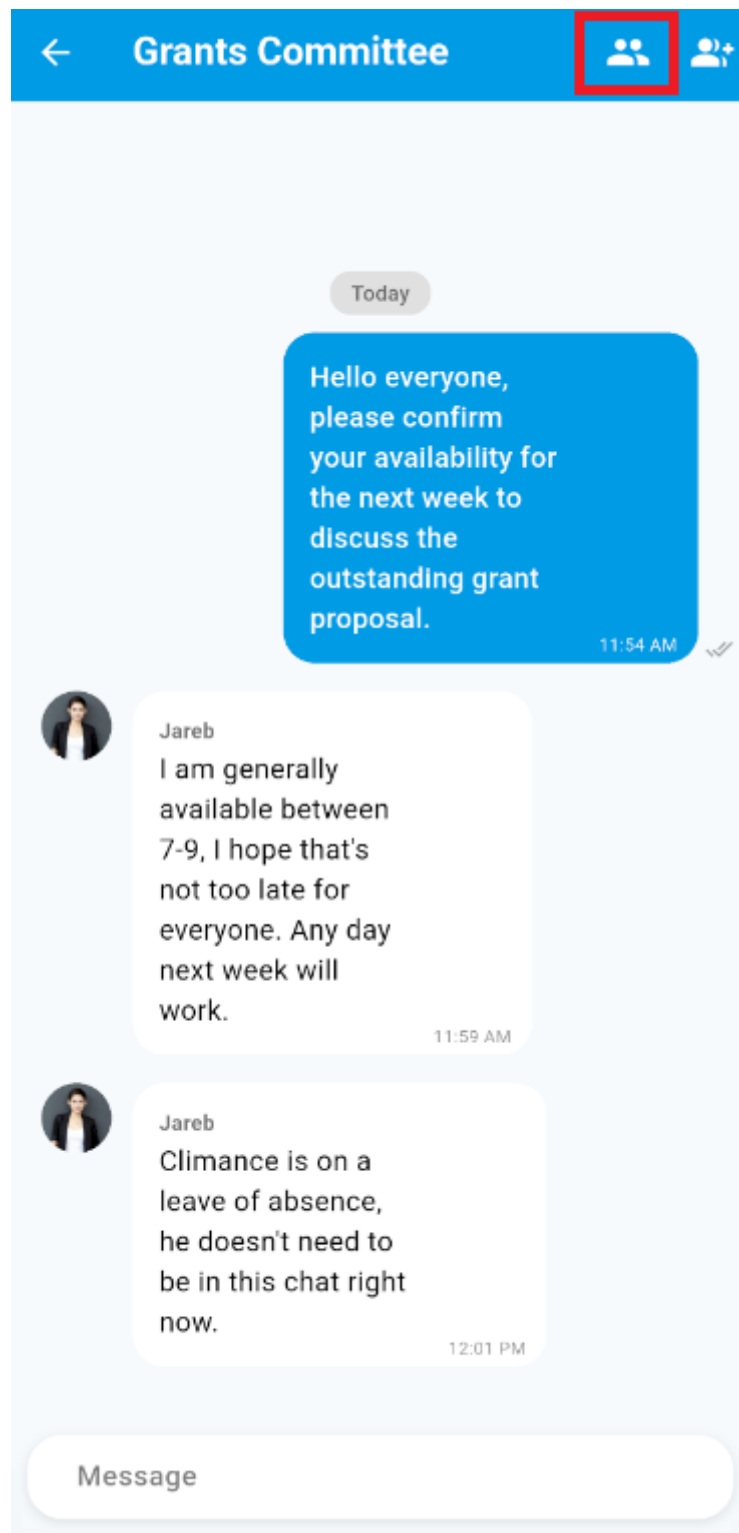 Grants Committee
Today
Hello everyone,
please confirm
your availability for
the next week to
discuss the
outstanding grant
proposal.
11:54 AM
Jareb
I am generally
available between
7-9, I hope that's
not too late for
everyone. Any day
next week will
work.
11:59 AM
Jareb
Climance is on a
leave of absence,
he doesn't need to
be in this chat right
now.
12:01 PM
Message